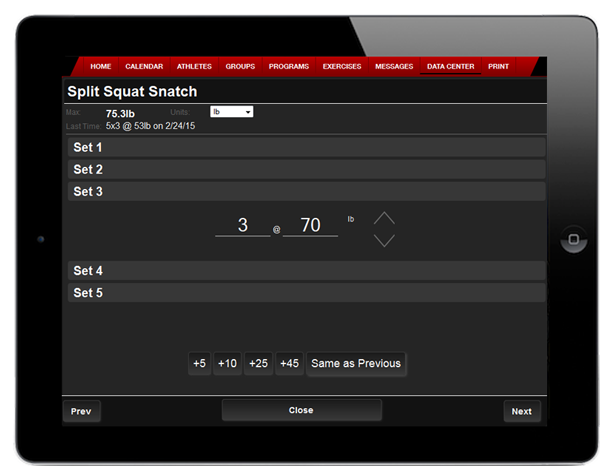 HOME CALENDAR ATHLETES GROUPS PROGRAMS EXERCISES MESSAGES DATA CENTER PRINT
Split Squat Snatch
Max: 75.3lb Units: lb
Last Time: 5x3 @ 53lb on 2/24/15
Set 1
Set 2
Set 3
3 @ 70 lb
Set 4
Set 5
+5 +10 +25 +45 Same as Previous
Prev Close Next